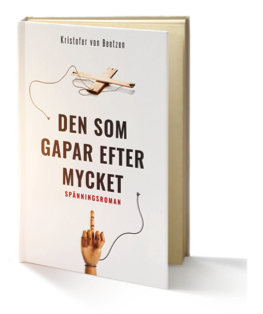 Kristofer von Beetzen
DEN SOM
GAPAR EFTER
MYCKET
SPÄNNINGSROMAN